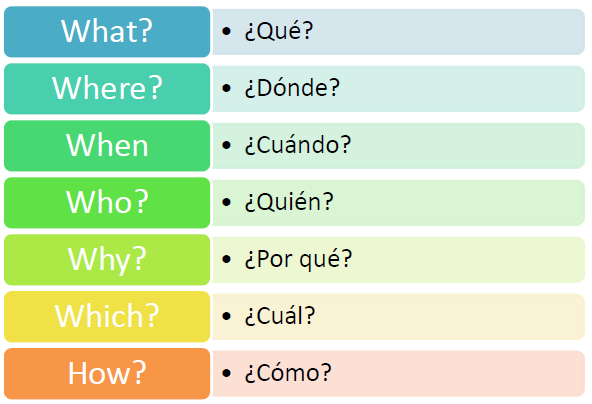 What? • ¿Qué?
Where? • ¿Dónde?
When • ¿Cuándo?
Who? • ¿Quién?
Why? • ¿Por qué?
Which? • ¿Cuál?
How? • ¿Cómo?